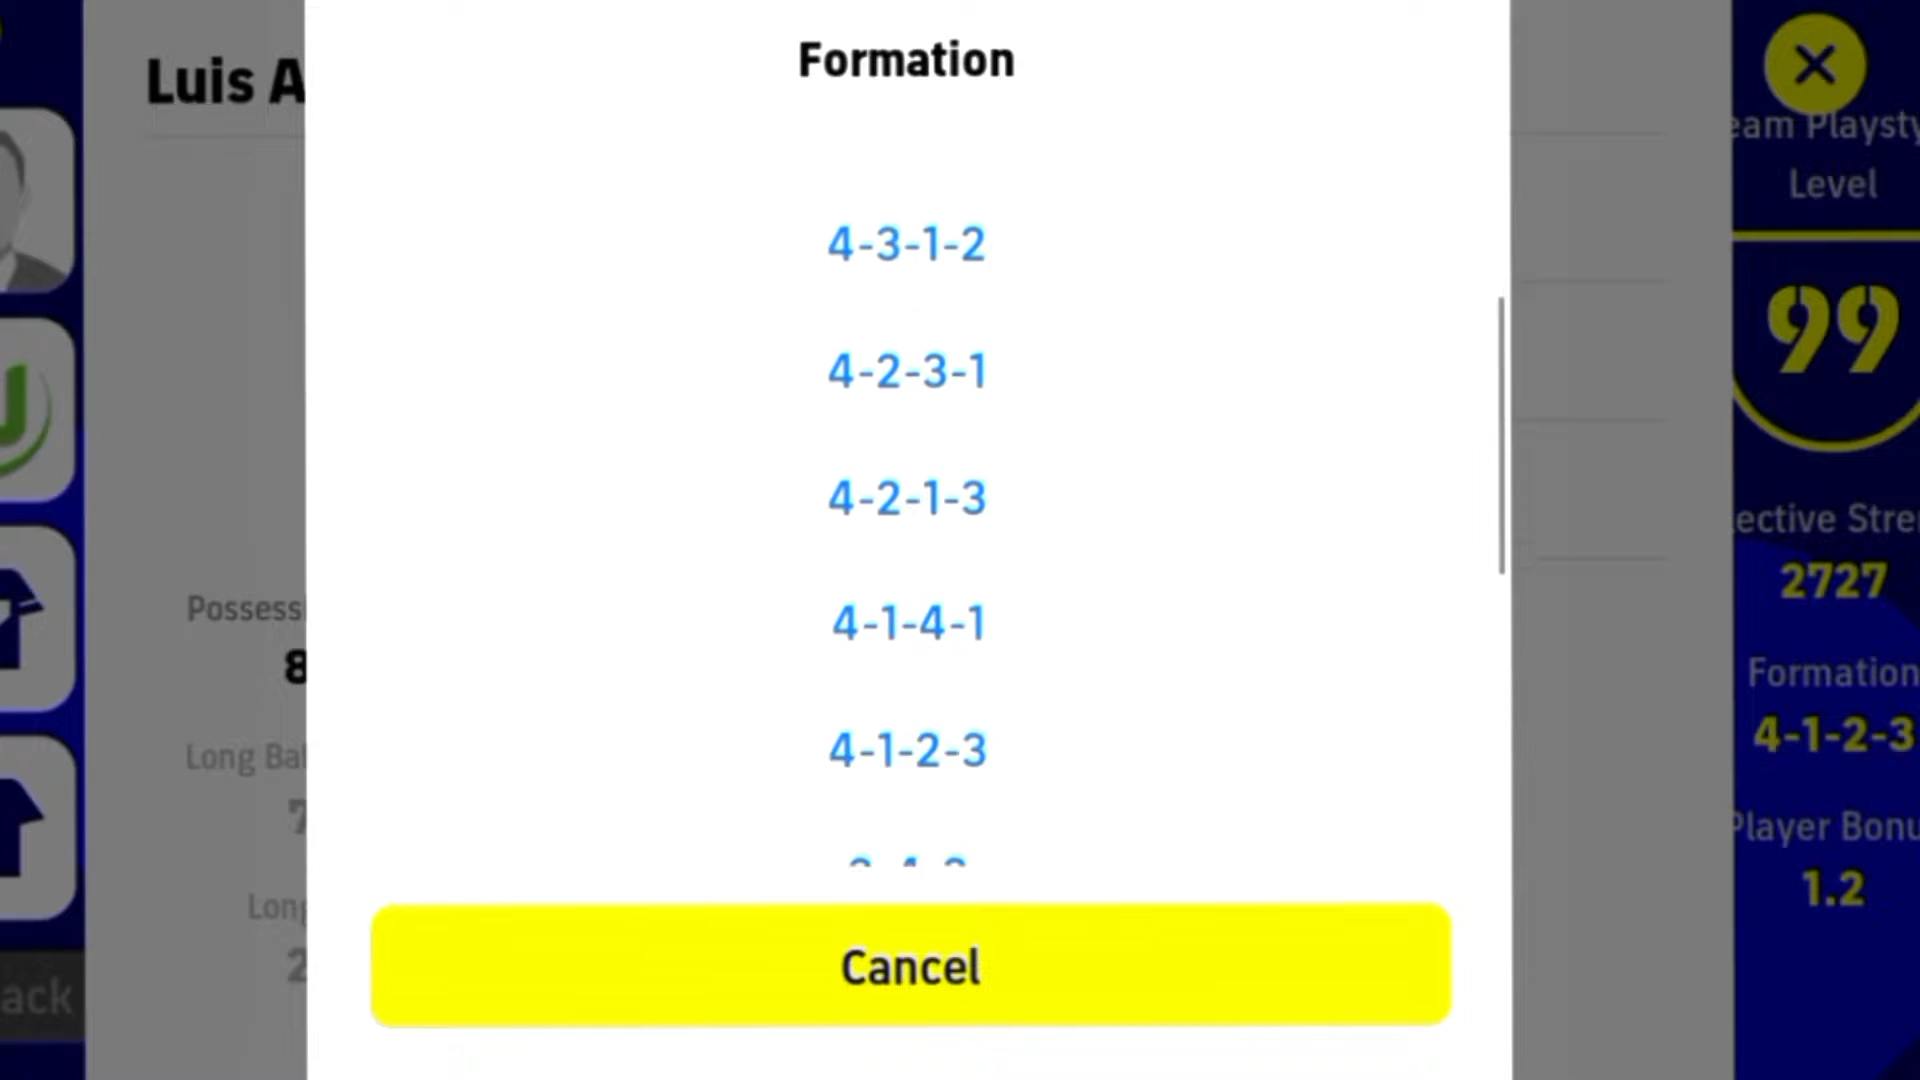 Formation
Luis A
eam Playsty
Level
4-3-1-2
99
4-2-3-1
4-2-1-3
lective Stre
2727
Possess
4-1-4-1
8
Formation
4-1-2-3
4-1-2-3
Long Bal
7
Player Bonu
1.2
Long
2
Cancel
ack